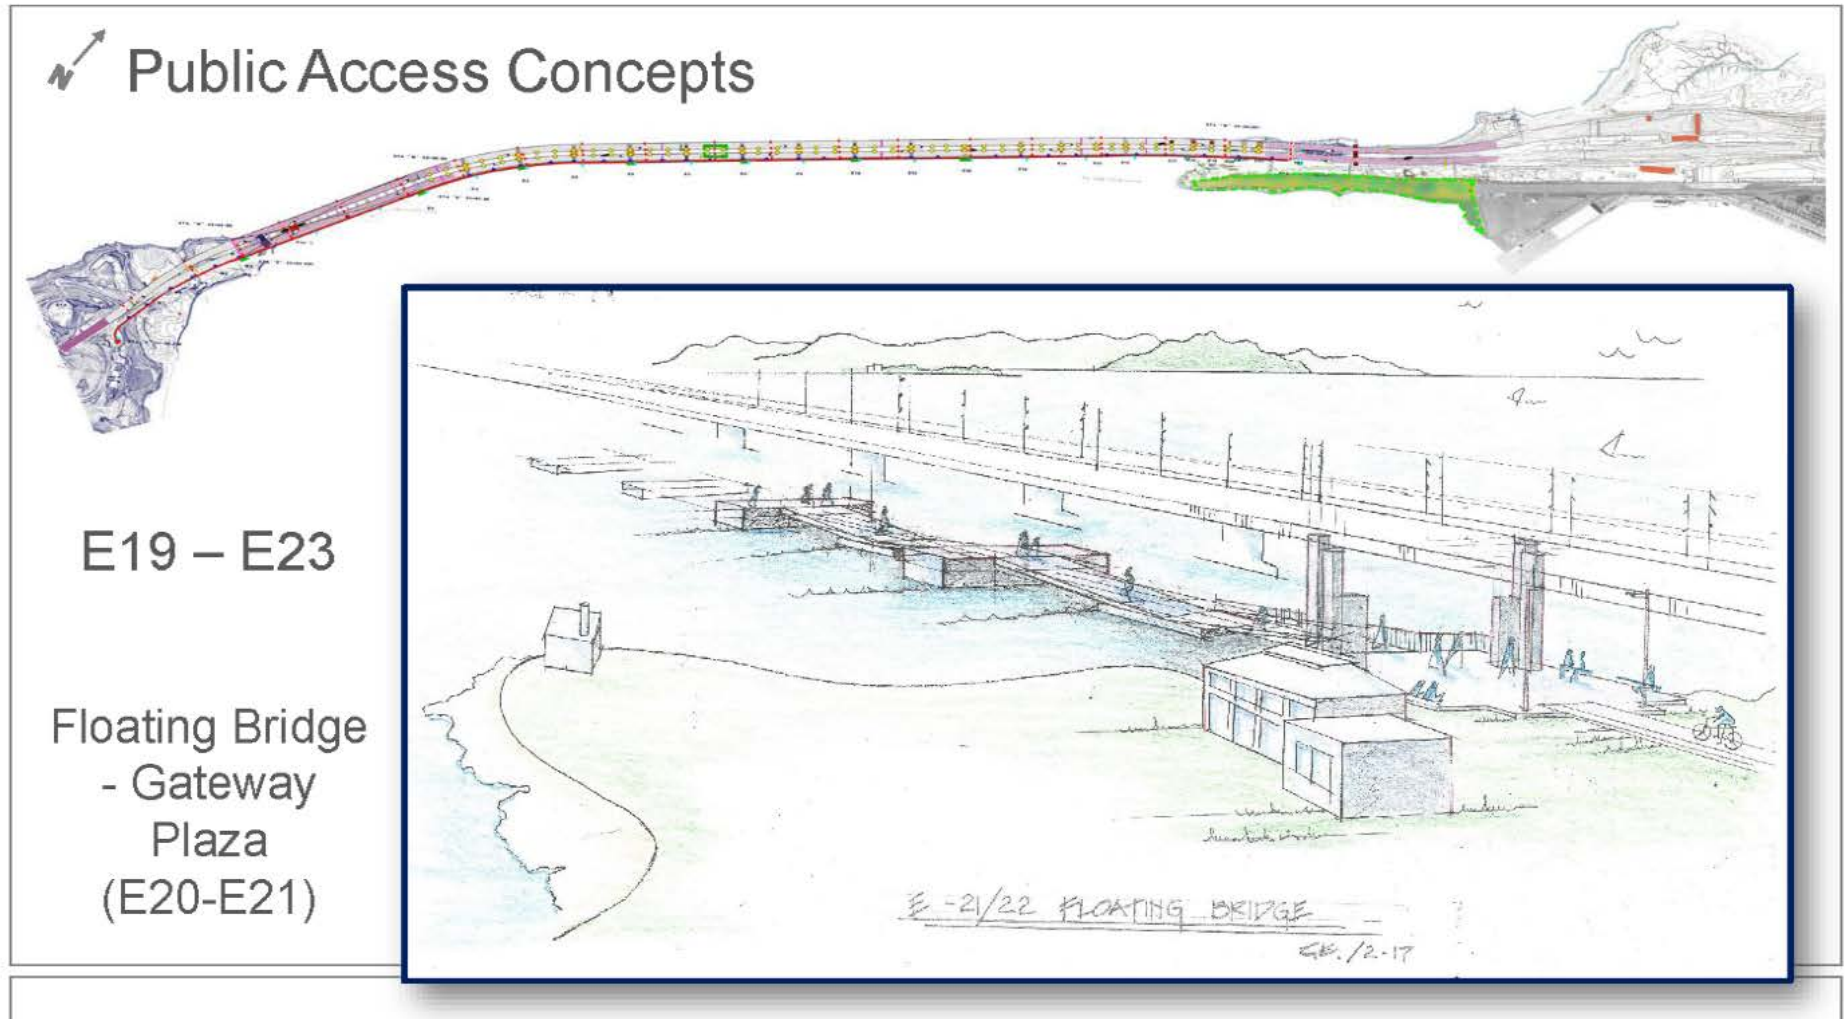 N
Public Access Concepts
E19 – E23
Floating Bridge
- Gateway
Plaza
(E20-E21)
E -21/22 FLOATING BRIDGE